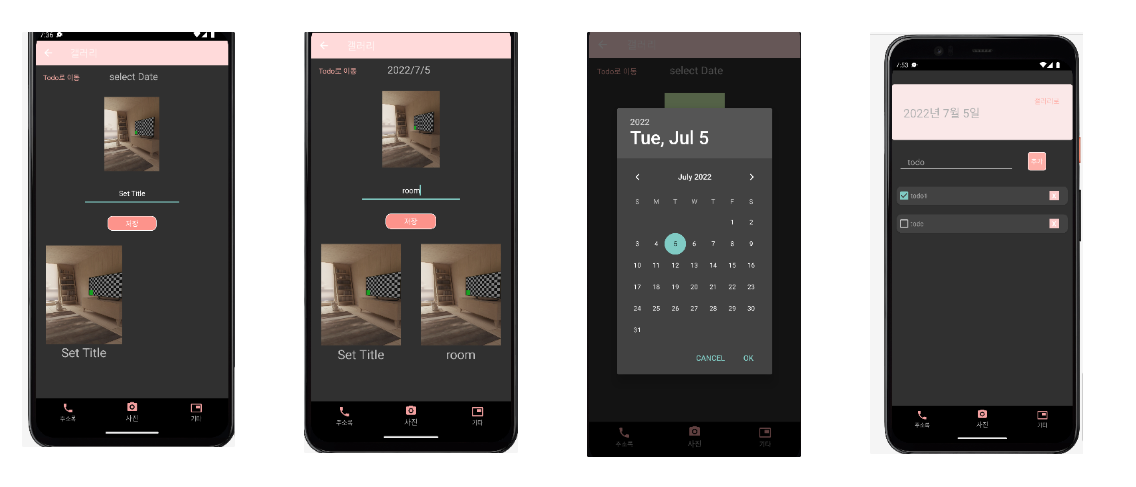 7:36
갤러리
Todo로 이동
select Date
Set Title
저장
Set Title
주소록
사진
기타
갤러리
Todo로 이동
2022/7/5
room
저장
Set Title
room
주소록
사진
기타
갤러리
Todo로 이동
select Date
2022
Tue, Jul 5
July 2022
S M T W T F S
1 2
3 4 5 6 7 8 9
10 11 12 13 14 15 16
17 18 19 20 21 22 23
24 25 26 27 28 29 30
31
CANCEL OK
주소록
사진
기타
7:53
갤러리로
2022년 7월 5일
todo
추가
todo
주소록
사진
기타